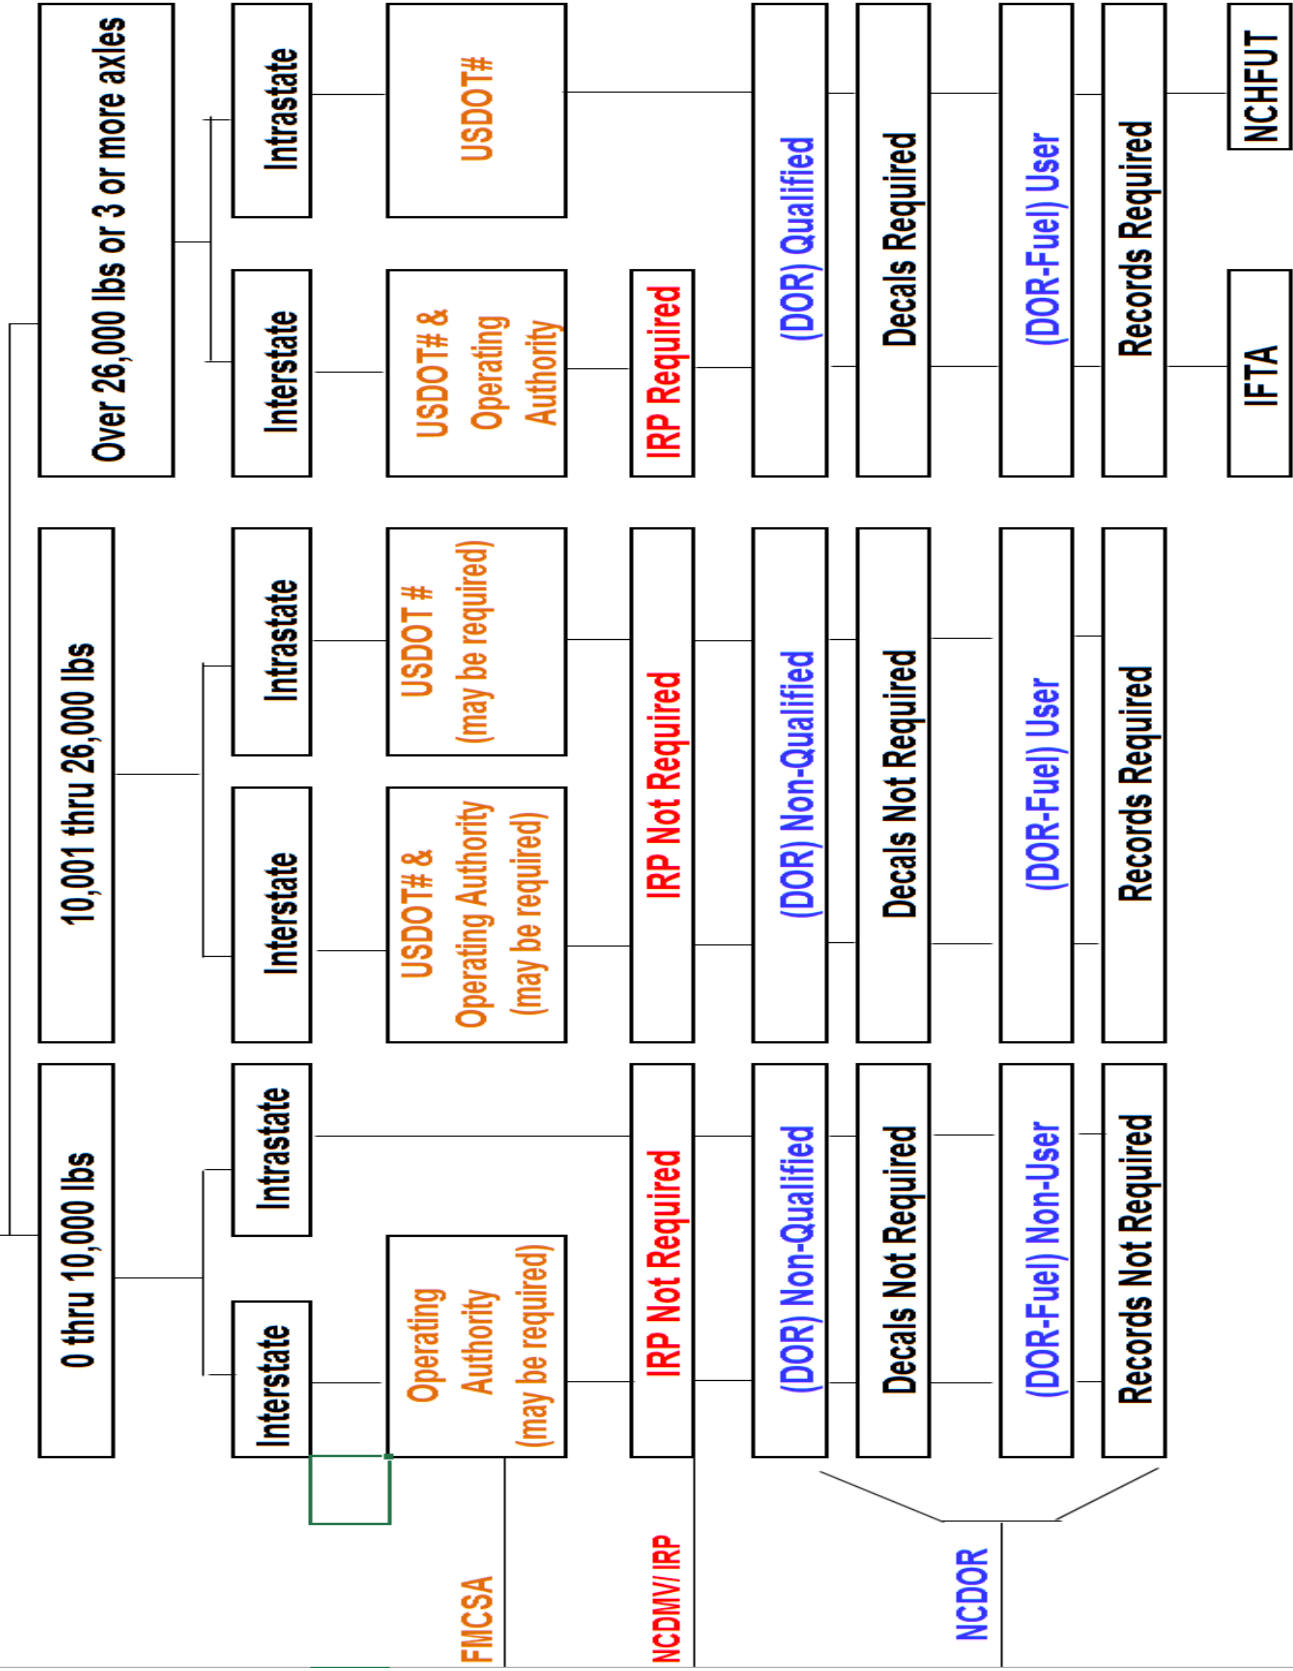 0 thru 10,000 lbs
10,001 thru 26,000 lbs
Over 26,000 lbs or 3 or more axles
Interstate
Intrastate
Interstate
Intrastate
Interstate
Intrastate
FMCSA
Operating
Authority
(may be required)
USDOT# &
Operating Authority
(may be required)
USDOT #
(may be required)
USDOT# &
Operating
Authority
USDOT#
NCDMV/ IRP
IRP Not Required
IRP Not Required
IRP Required
NCDOR
(DOR) Non-Qualified
(DOR) Non-Qualified
(DOR) Qualified
Decals Not Required
Decals Not Required
Decals Required
(DOR-Fuel) Non-User
(DOR-Fuel) User
(DOR-Fuel) User
Records Not Required
Records Required
Records Required
IFTA
NCHFUT